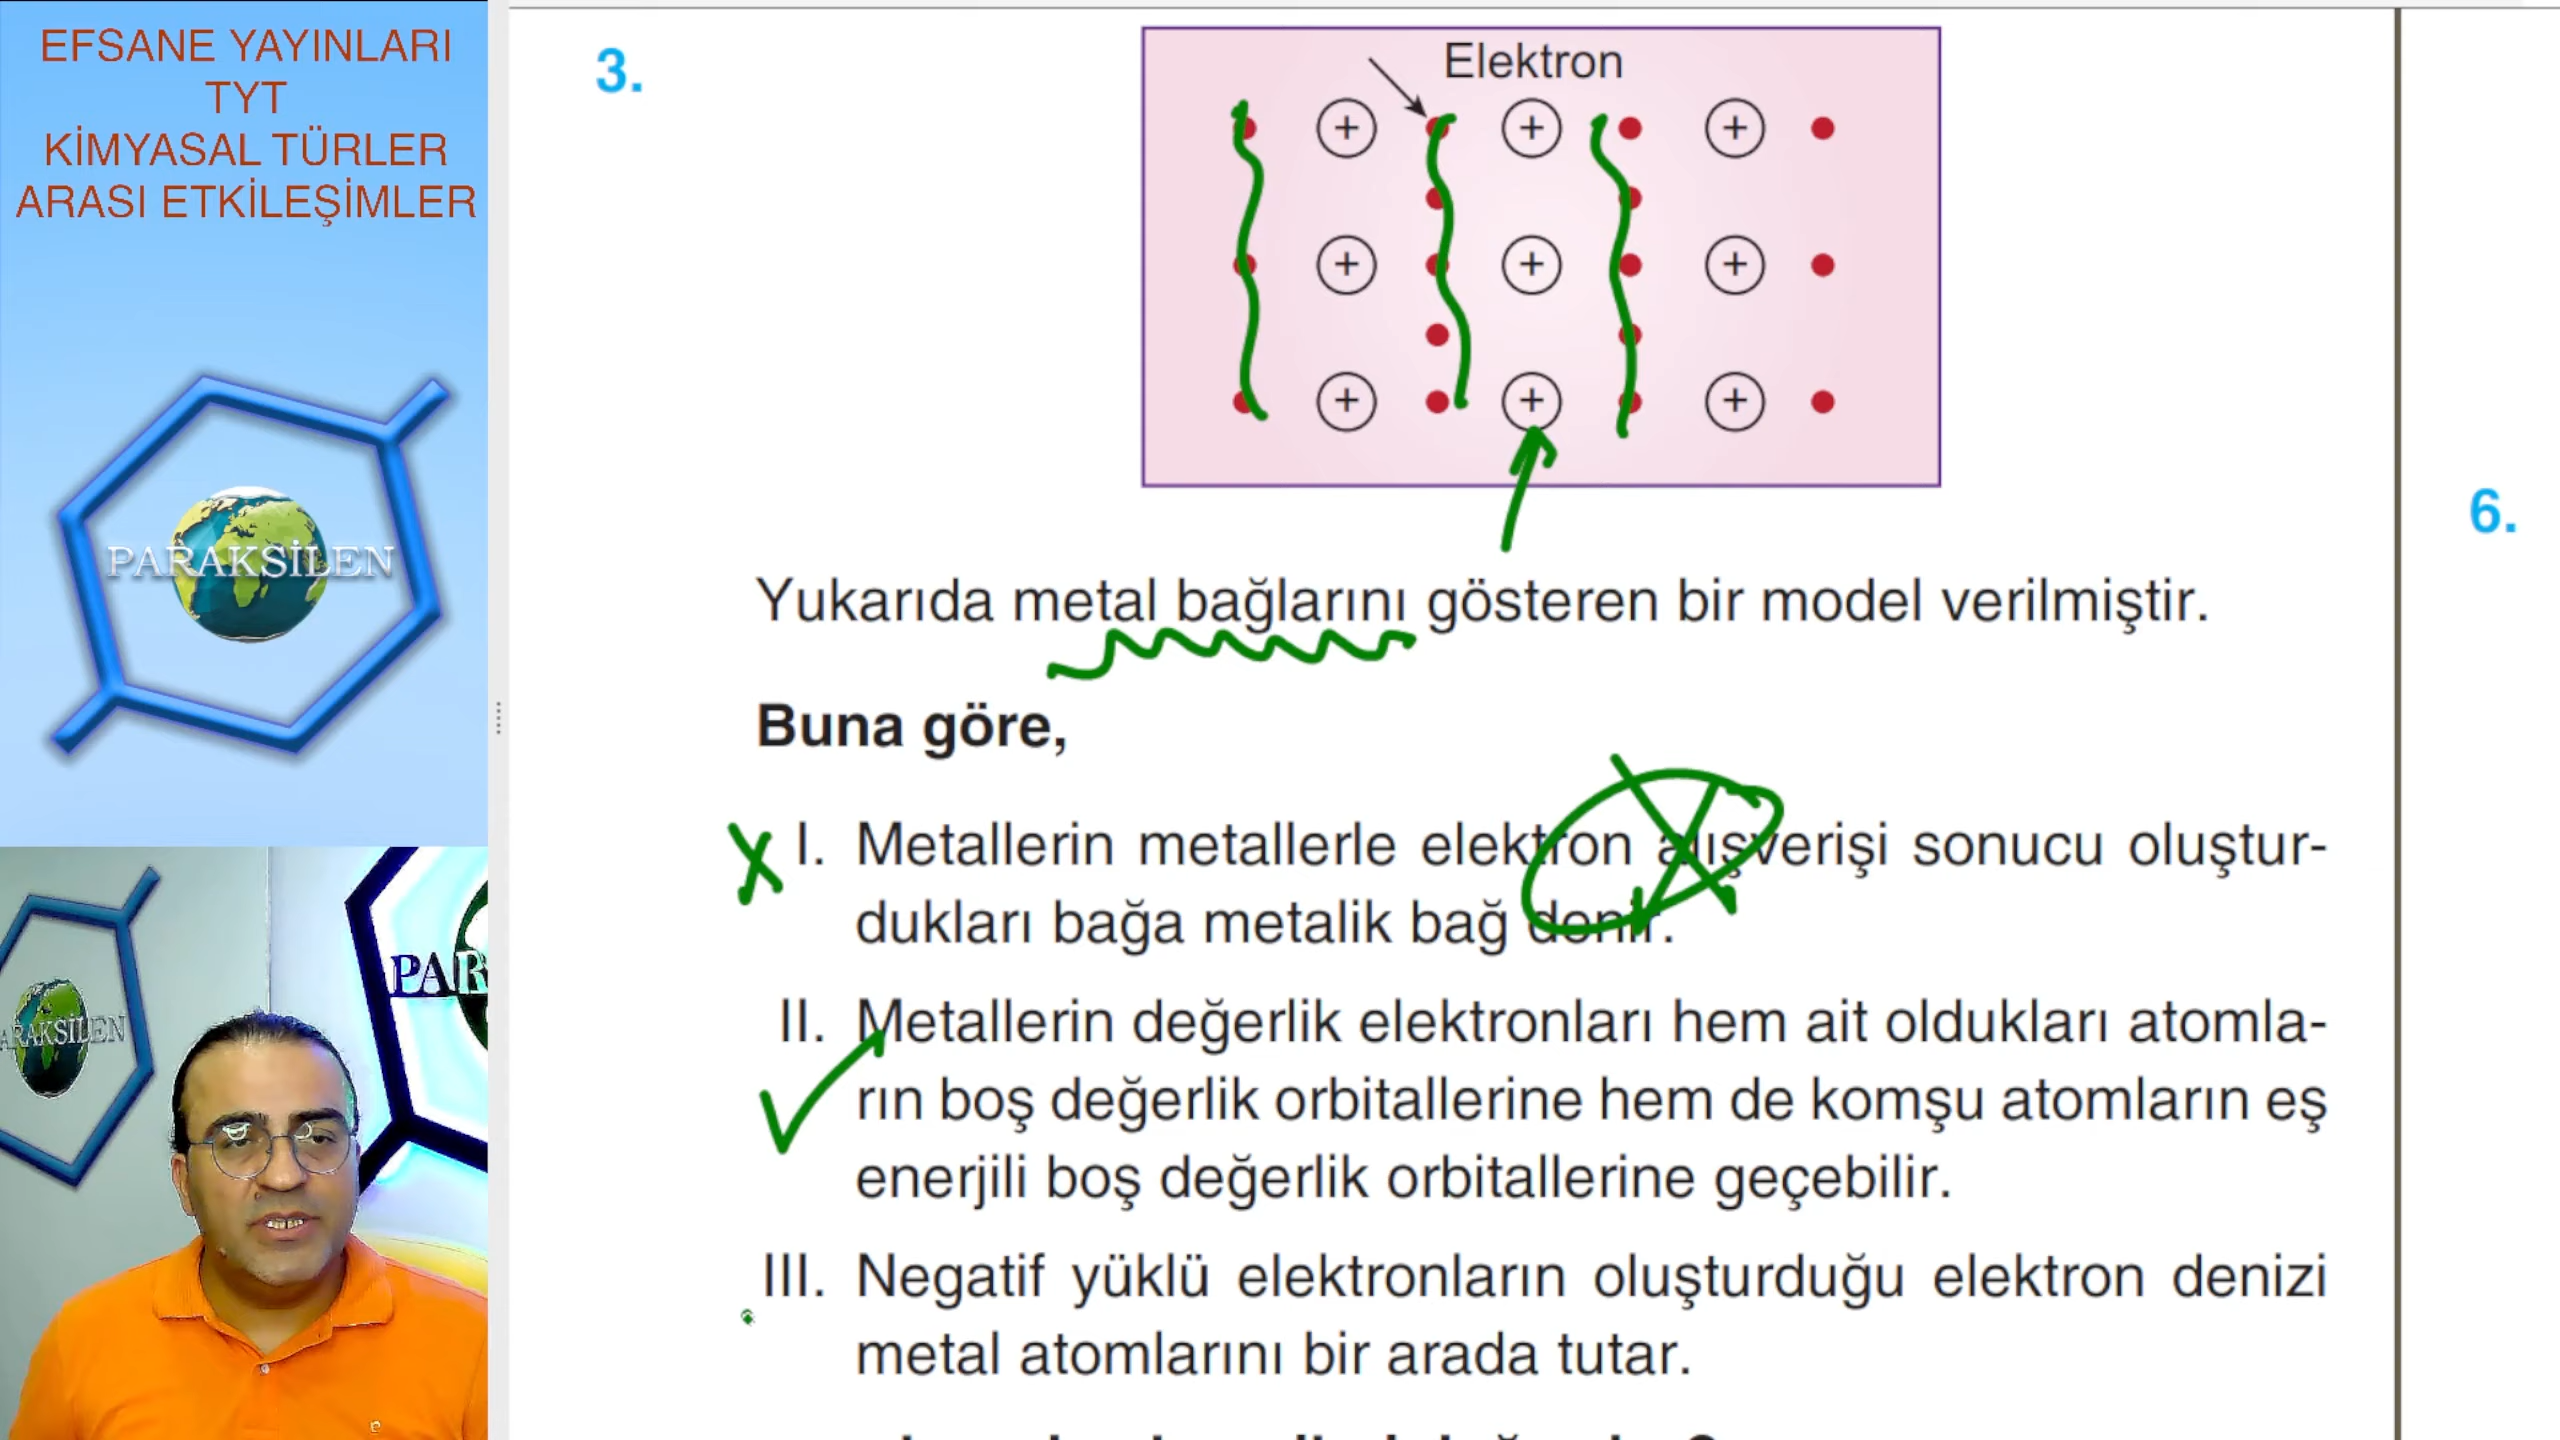 EFSANE YAYINLARI
TYT
KİMYASAL TÜRLER
ARASI ETKİLEŞİMLER
PARAKSİLEN
PAR
ARAKSİLEN
3.
Elektron
+ + +
+ + +
+ + +
Yukarıda metal bağlarını gösteren bir model verilmiştir.
Buna göre,
I. Metallerin metallerle elektron alışverişi sonucu oluştur-
dukları bağa metalik bağ denir.
II. Metallerin değerlik elektronları hem ait oldukları atomla-
rın boş değerlik orbitallerine hem de komşu atomların eş
enerjili boş değerlik orbitallerine geçebilir.
III. Negatif yüklü elektronların oluşturduğu elektron denizi
metal atomlarını bir arada tutar.
6.